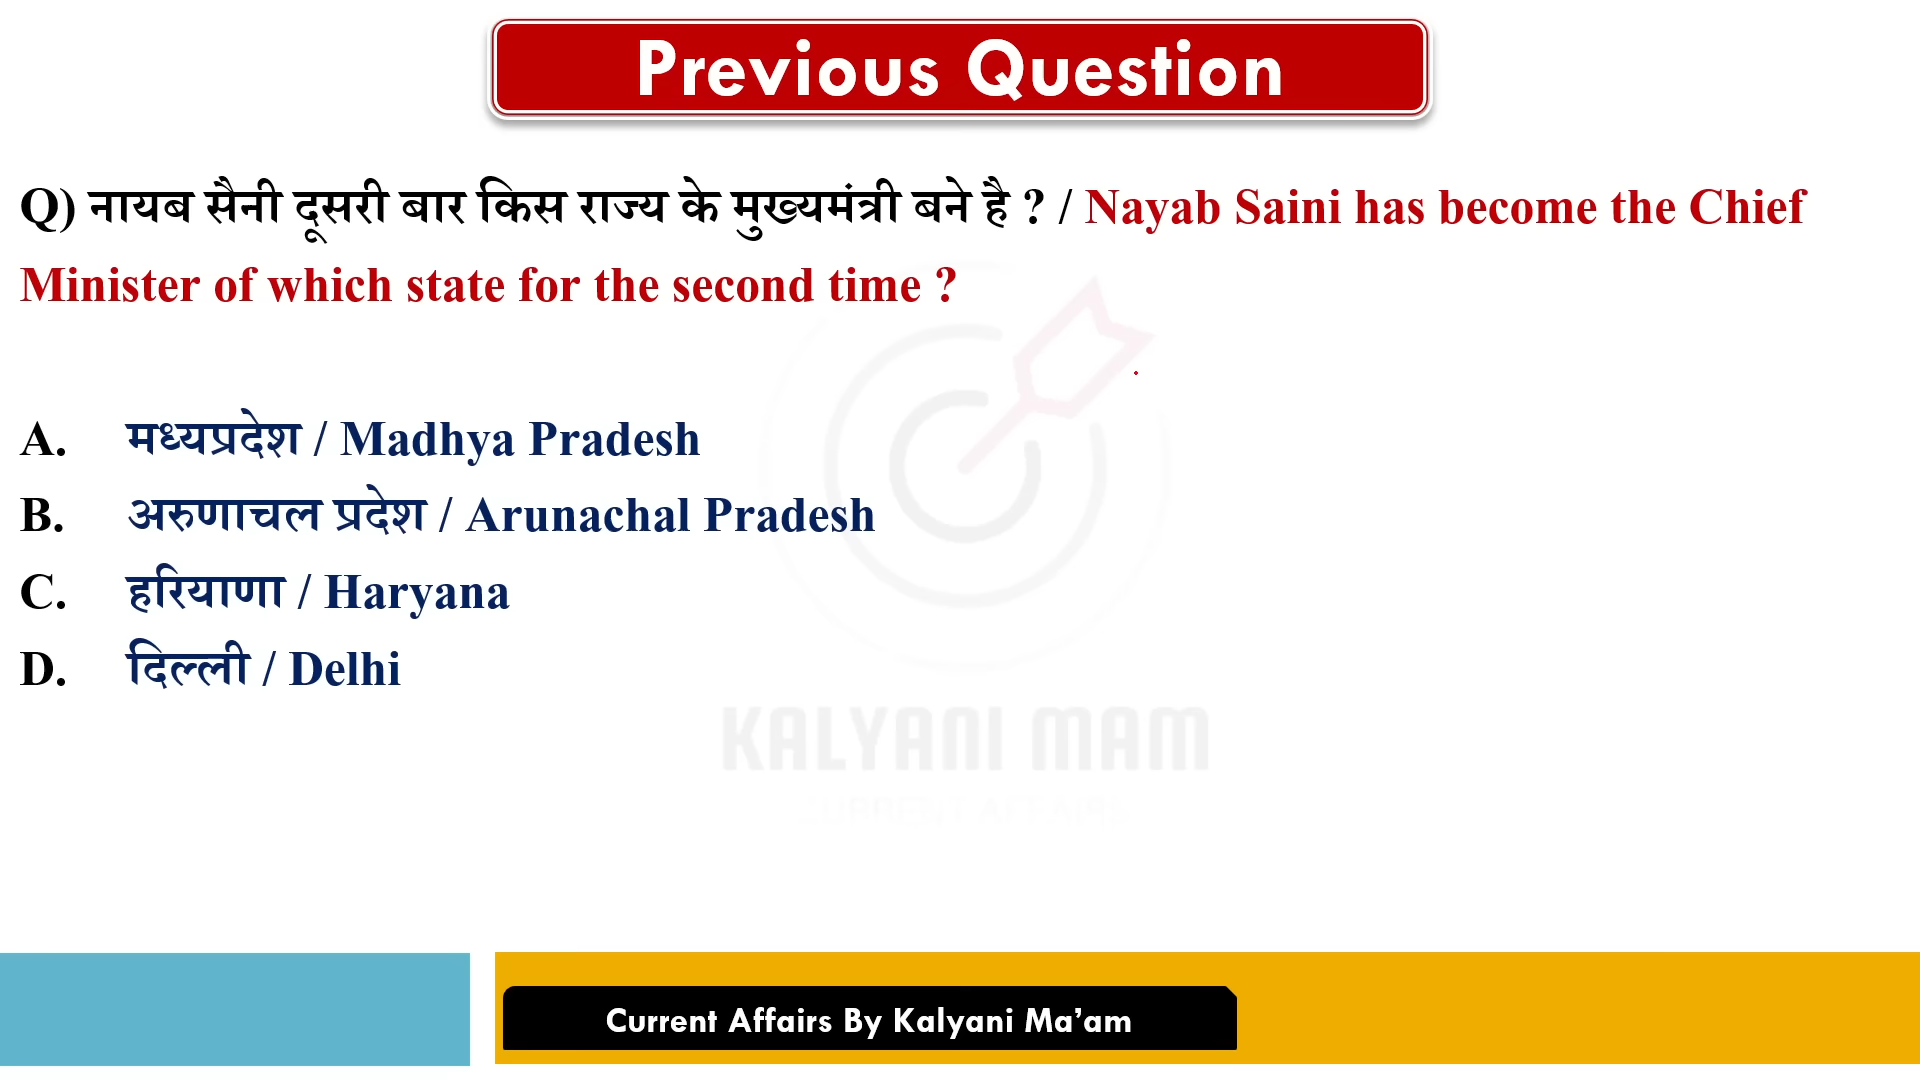 Previous Question
Q) नायब सैनी दूसरी बार किस राज्य के मुख्यमंत्री बने है ? / Nayab Saini has become the Chief
Minister of which state for the second time ?
A. मध्यप्रदेश / Madhya Pradesh
B. अरुणाचल प्रदेश / Arunachal Pradesh
C. हरियाणा / Haryana
D. दिल्ली / Delhi
KALYANI MAM
CURRENT AFFAIRS
Current Affairs By Kalyani Ma’am